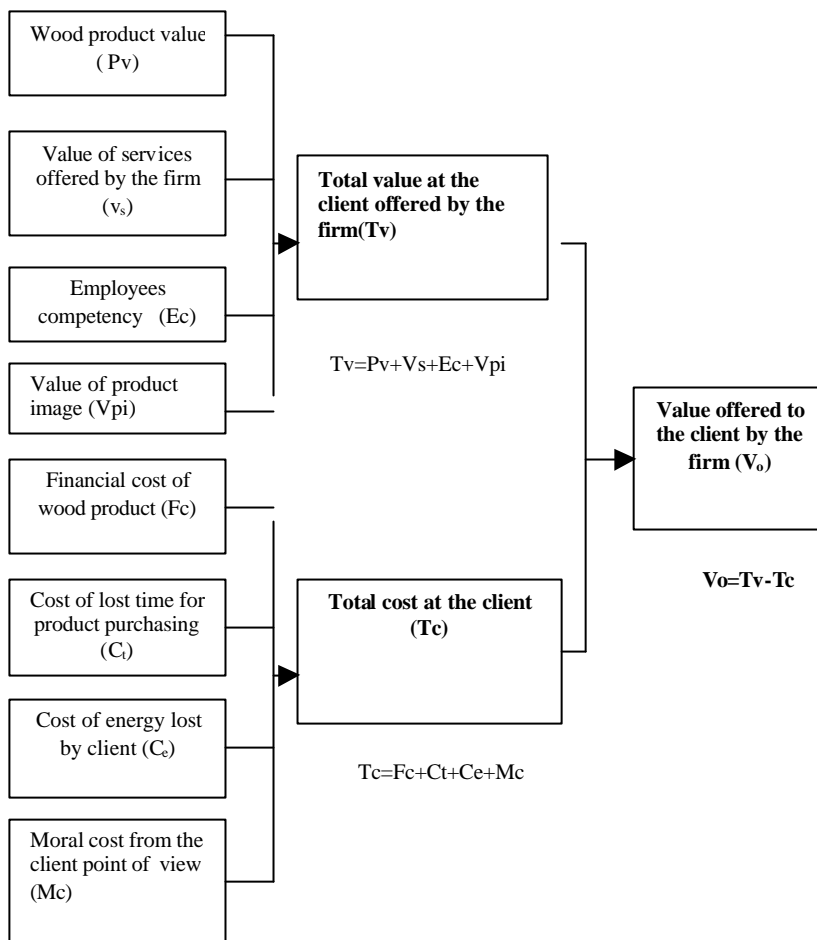 Wood product value
( Pv)
Value of services
offered by the firm
(vₛ)
Employees
competency (Ec)
Value of product
image (Vpi)
Financial cost of
wood product (Fc)
Cost of lost time for
product purchasing
(Cₜ)
Cost of energy lost
by client (Cₑ)
Moral cost from the
client point of view
(Mc)
Total value at the
client offered by the
firm(Tv)
Tv=Pv+Vs+Ec+Vpi
Total cost at the client
(Tc)
Tc=Fc+Ct+Ce+Mc
Value offered to
the client by the
firm (Vₒ)
Vo=Tv-Tc